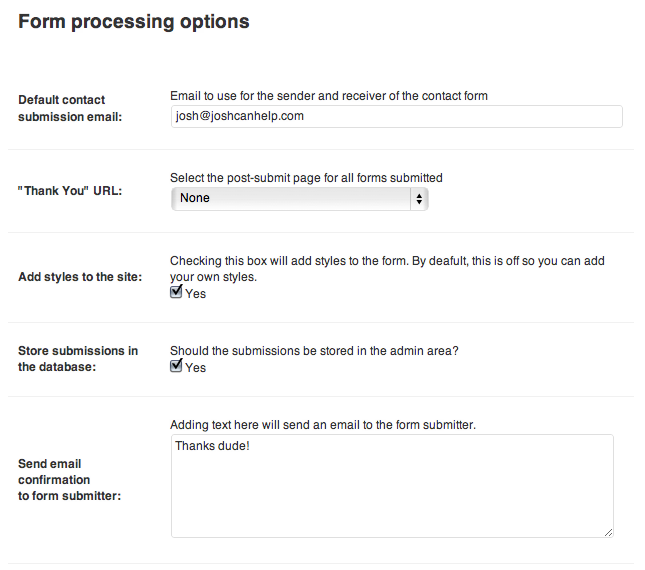 Form processing options
Default contact
submission email:
Email to use for the sender and receiver of the contact form
josh@joshcanhelp.com
"Thank You" URL:
Select the post-submit page for all forms submitted
None
Add styles to the site:
Checking this box will add styles to the form. By deafult, this is off so you can add
your own styles.
Yes
Store submissions in
the database:
Should the submissions be stored in the admin area?
Yes
Send email
confirmation
to form submitter:
Adding text here will send an email to the form submitter.
Thanks dude!